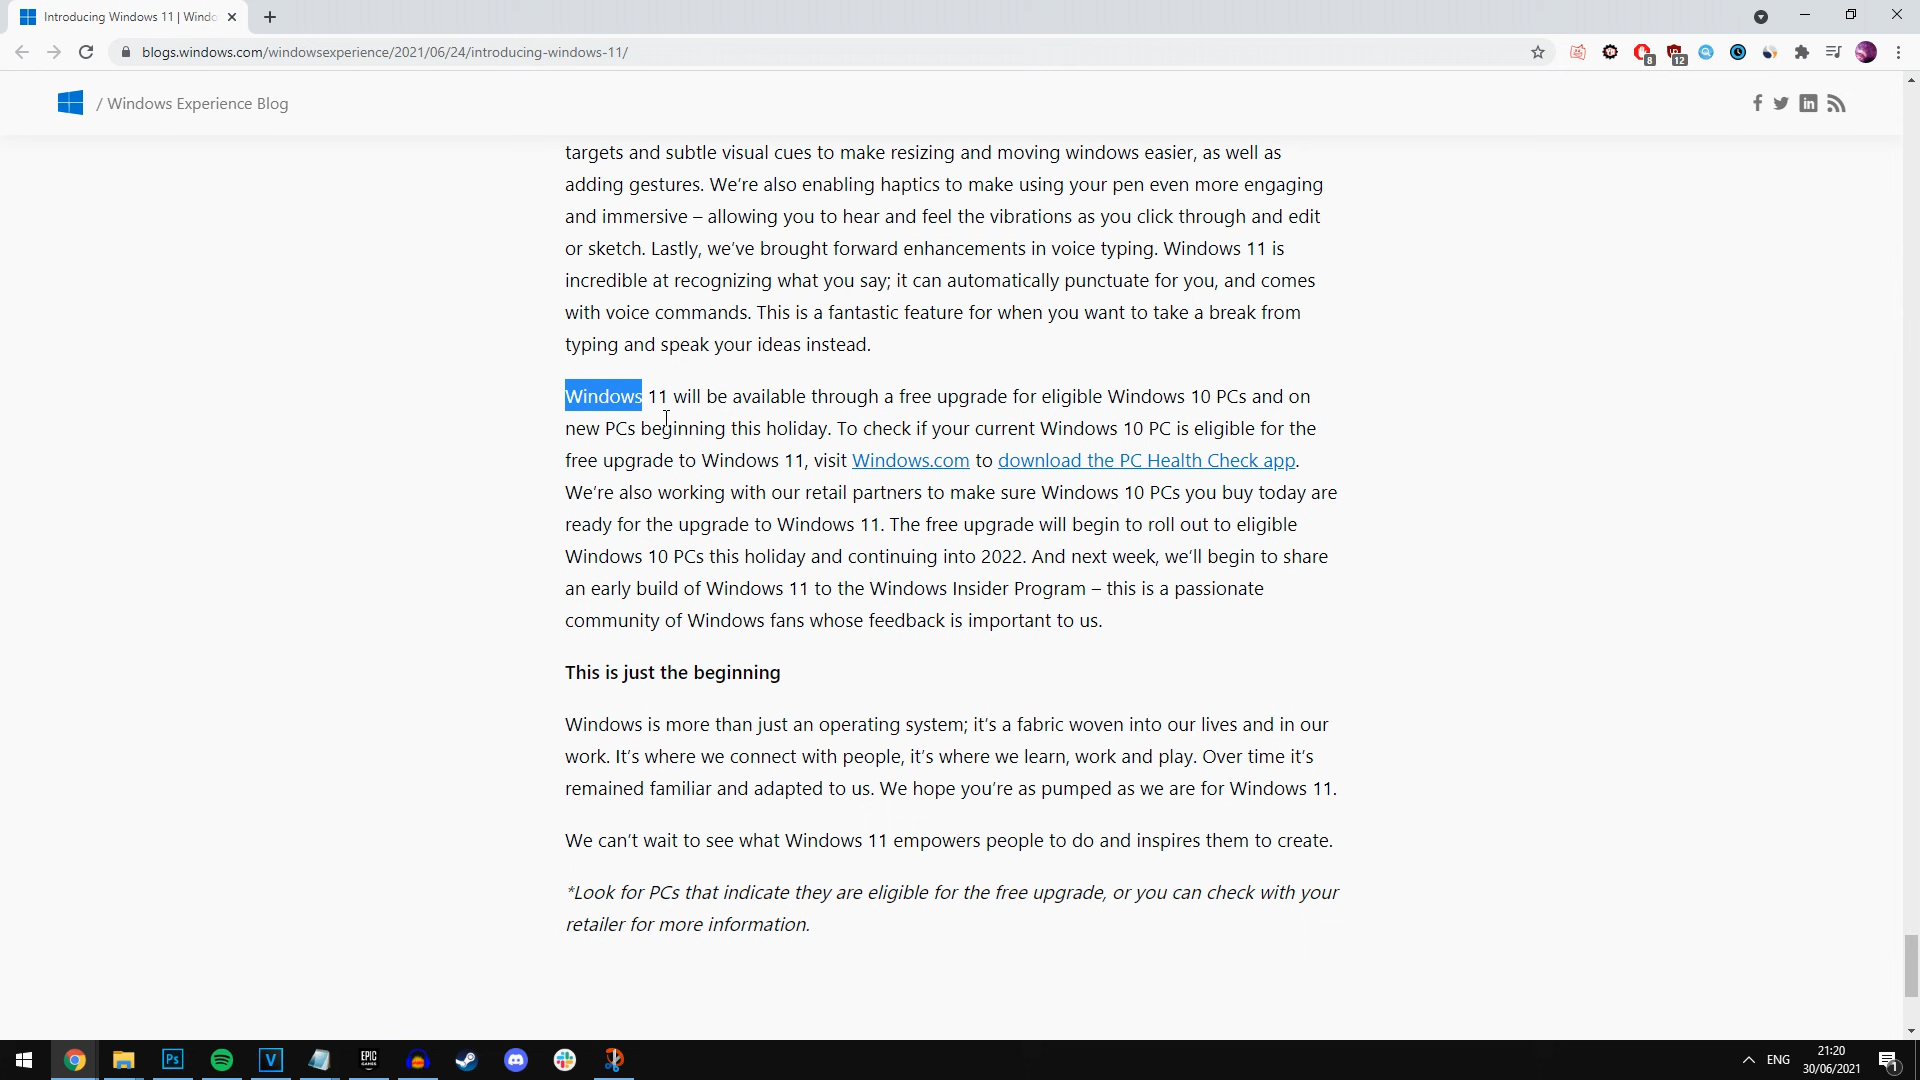 Introducing Windows 11 | Windo
blogs.windows.com/windowsexperience/2021/06/24/introducing-windows-11/
8
12
/ Windows Experience Blog
targets and subtle visual cues to make resizing and moving windows easier, as well as
adding gestures. We’re also enabling haptics to make using your pen even more engaging
and immersive – allowing you to hear and feel the vibrations as you click through and edit
or sketch. Lastly, we’ve brought forward enhancements in voice typing. Windows 11 is
incredible at recognizing what you say; it can automatically punctuate for you, and comes
with voice commands. This is a fantastic feature for when you want to take a break from
typing and speak your ideas instead.
Windows 11 will be available through a free upgrade for eligible Windows 10 PCs and on
new PCs beginning this holiday. To check if your current Windows 10 PC is eligible for the
free upgrade to Windows 11, visit Windows.com to download the PC Health Check app.
We’re also working with our retail partners to make sure Windows 10 PCs you buy today are
ready for the upgrade to Windows 11. The free upgrade will begin to roll out to eligible
Windows 10 PCs this holiday and continuing into 2022. And next week, we’ll begin to share
an early build of Windows 11 to the Windows Insider Program – this is a passionate
community of Windows fans whose feedback is important to us.
This is just the beginning
Windows is more than just an operating system; it’s a fabric woven into our lives and in our
work. It’s where we connect with people, it’s where we learn, work and play. Over time it’s
remained familiar and adapted to us. We hope you’re as pumped as we are for Windows 11.
We can’t wait to see what Windows 11 empowers people to do and inspires them to create.
*Look for PCs that indicate they are eligible for the free upgrade, or you can check with your
retailer for more information.
Ps
V
EPIC
GAMES
ENG
21:20
30/06/2021
1